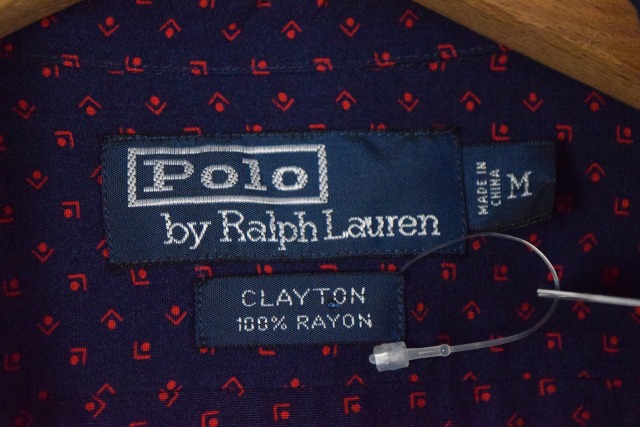 Polo
by Ralph Lauren
MADE IN
CHINA
M
CLAYTON
100% RAYON